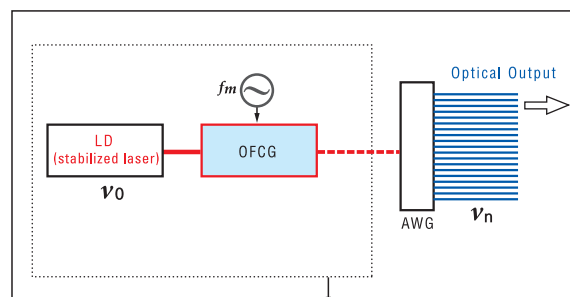 Optical Output
fm
LD
(stabilized laser)
OFCG
ν0
AWG
νn